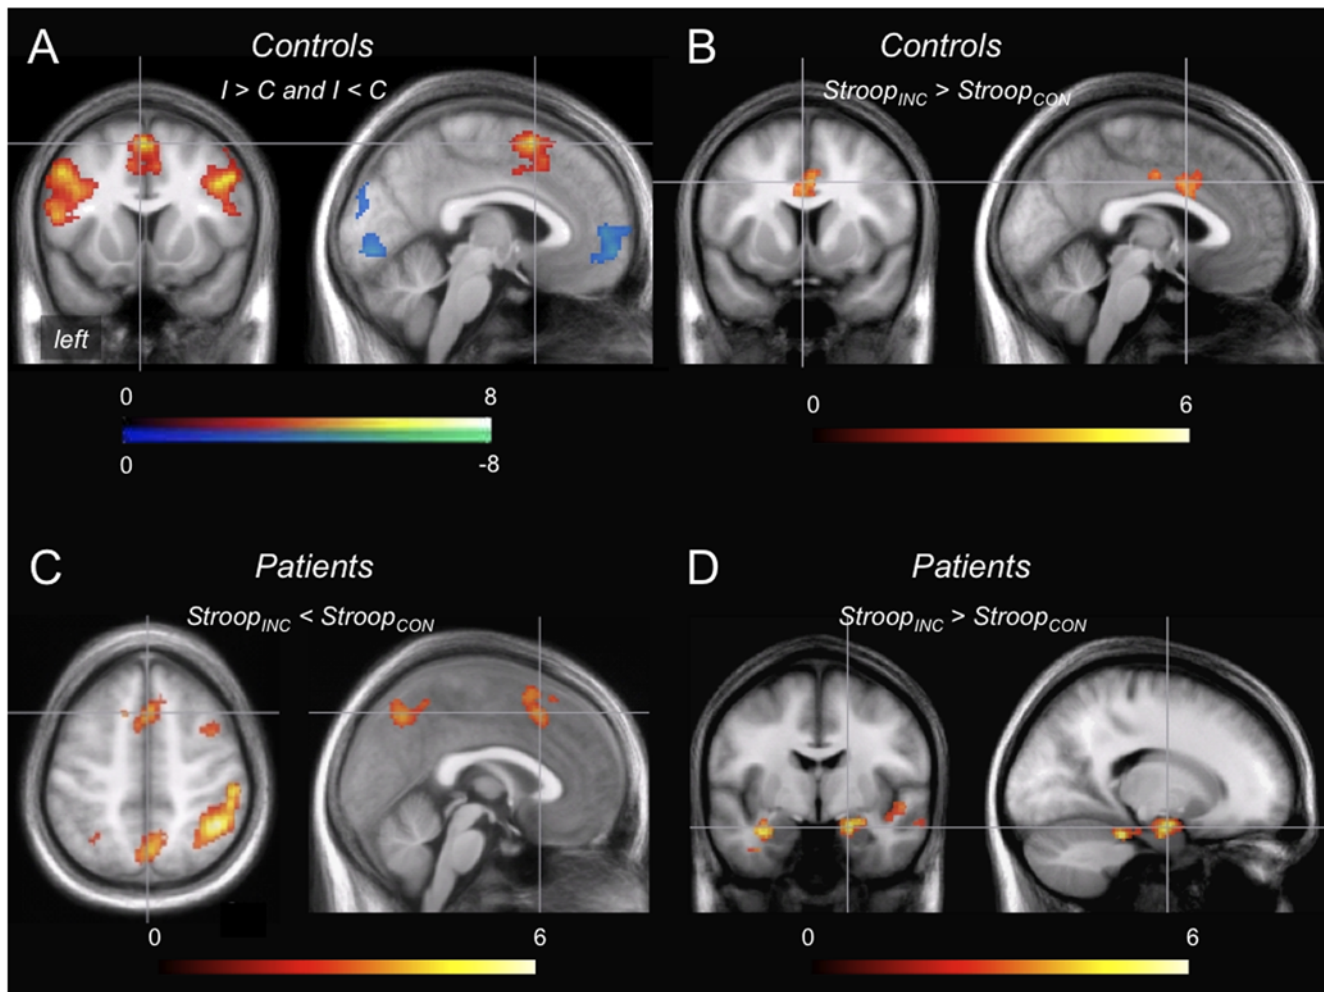 A
Controls
I > C and I < C
left
0
8
0
-8
B
Controls
StroopINC > StroopCON
0
6
C
Patients
StroopINC < StroopCON
0
6
D
Patients
StroopINC > StroopCON
0
6